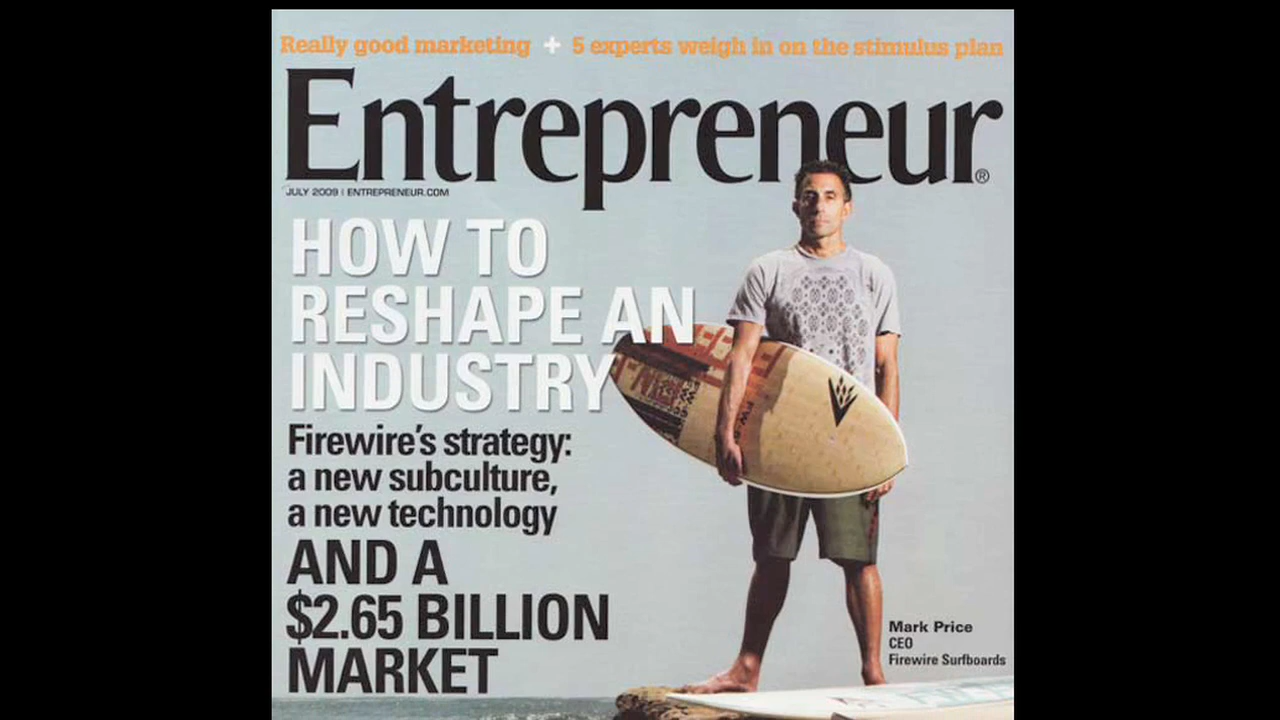 Really good marketing + 5 experts weigh in on the stimulus plan
Entrepreneur®
JULY 2009 | ENTREPRENEUR.COM
HOW TO
RESHAPE AN
INDUSTRY
Firewire's strategy:
a new subculture,
a new technology
AND A
$2.65 BILLION
MARKET
Mark Price
CEO
Firewire Surfboards